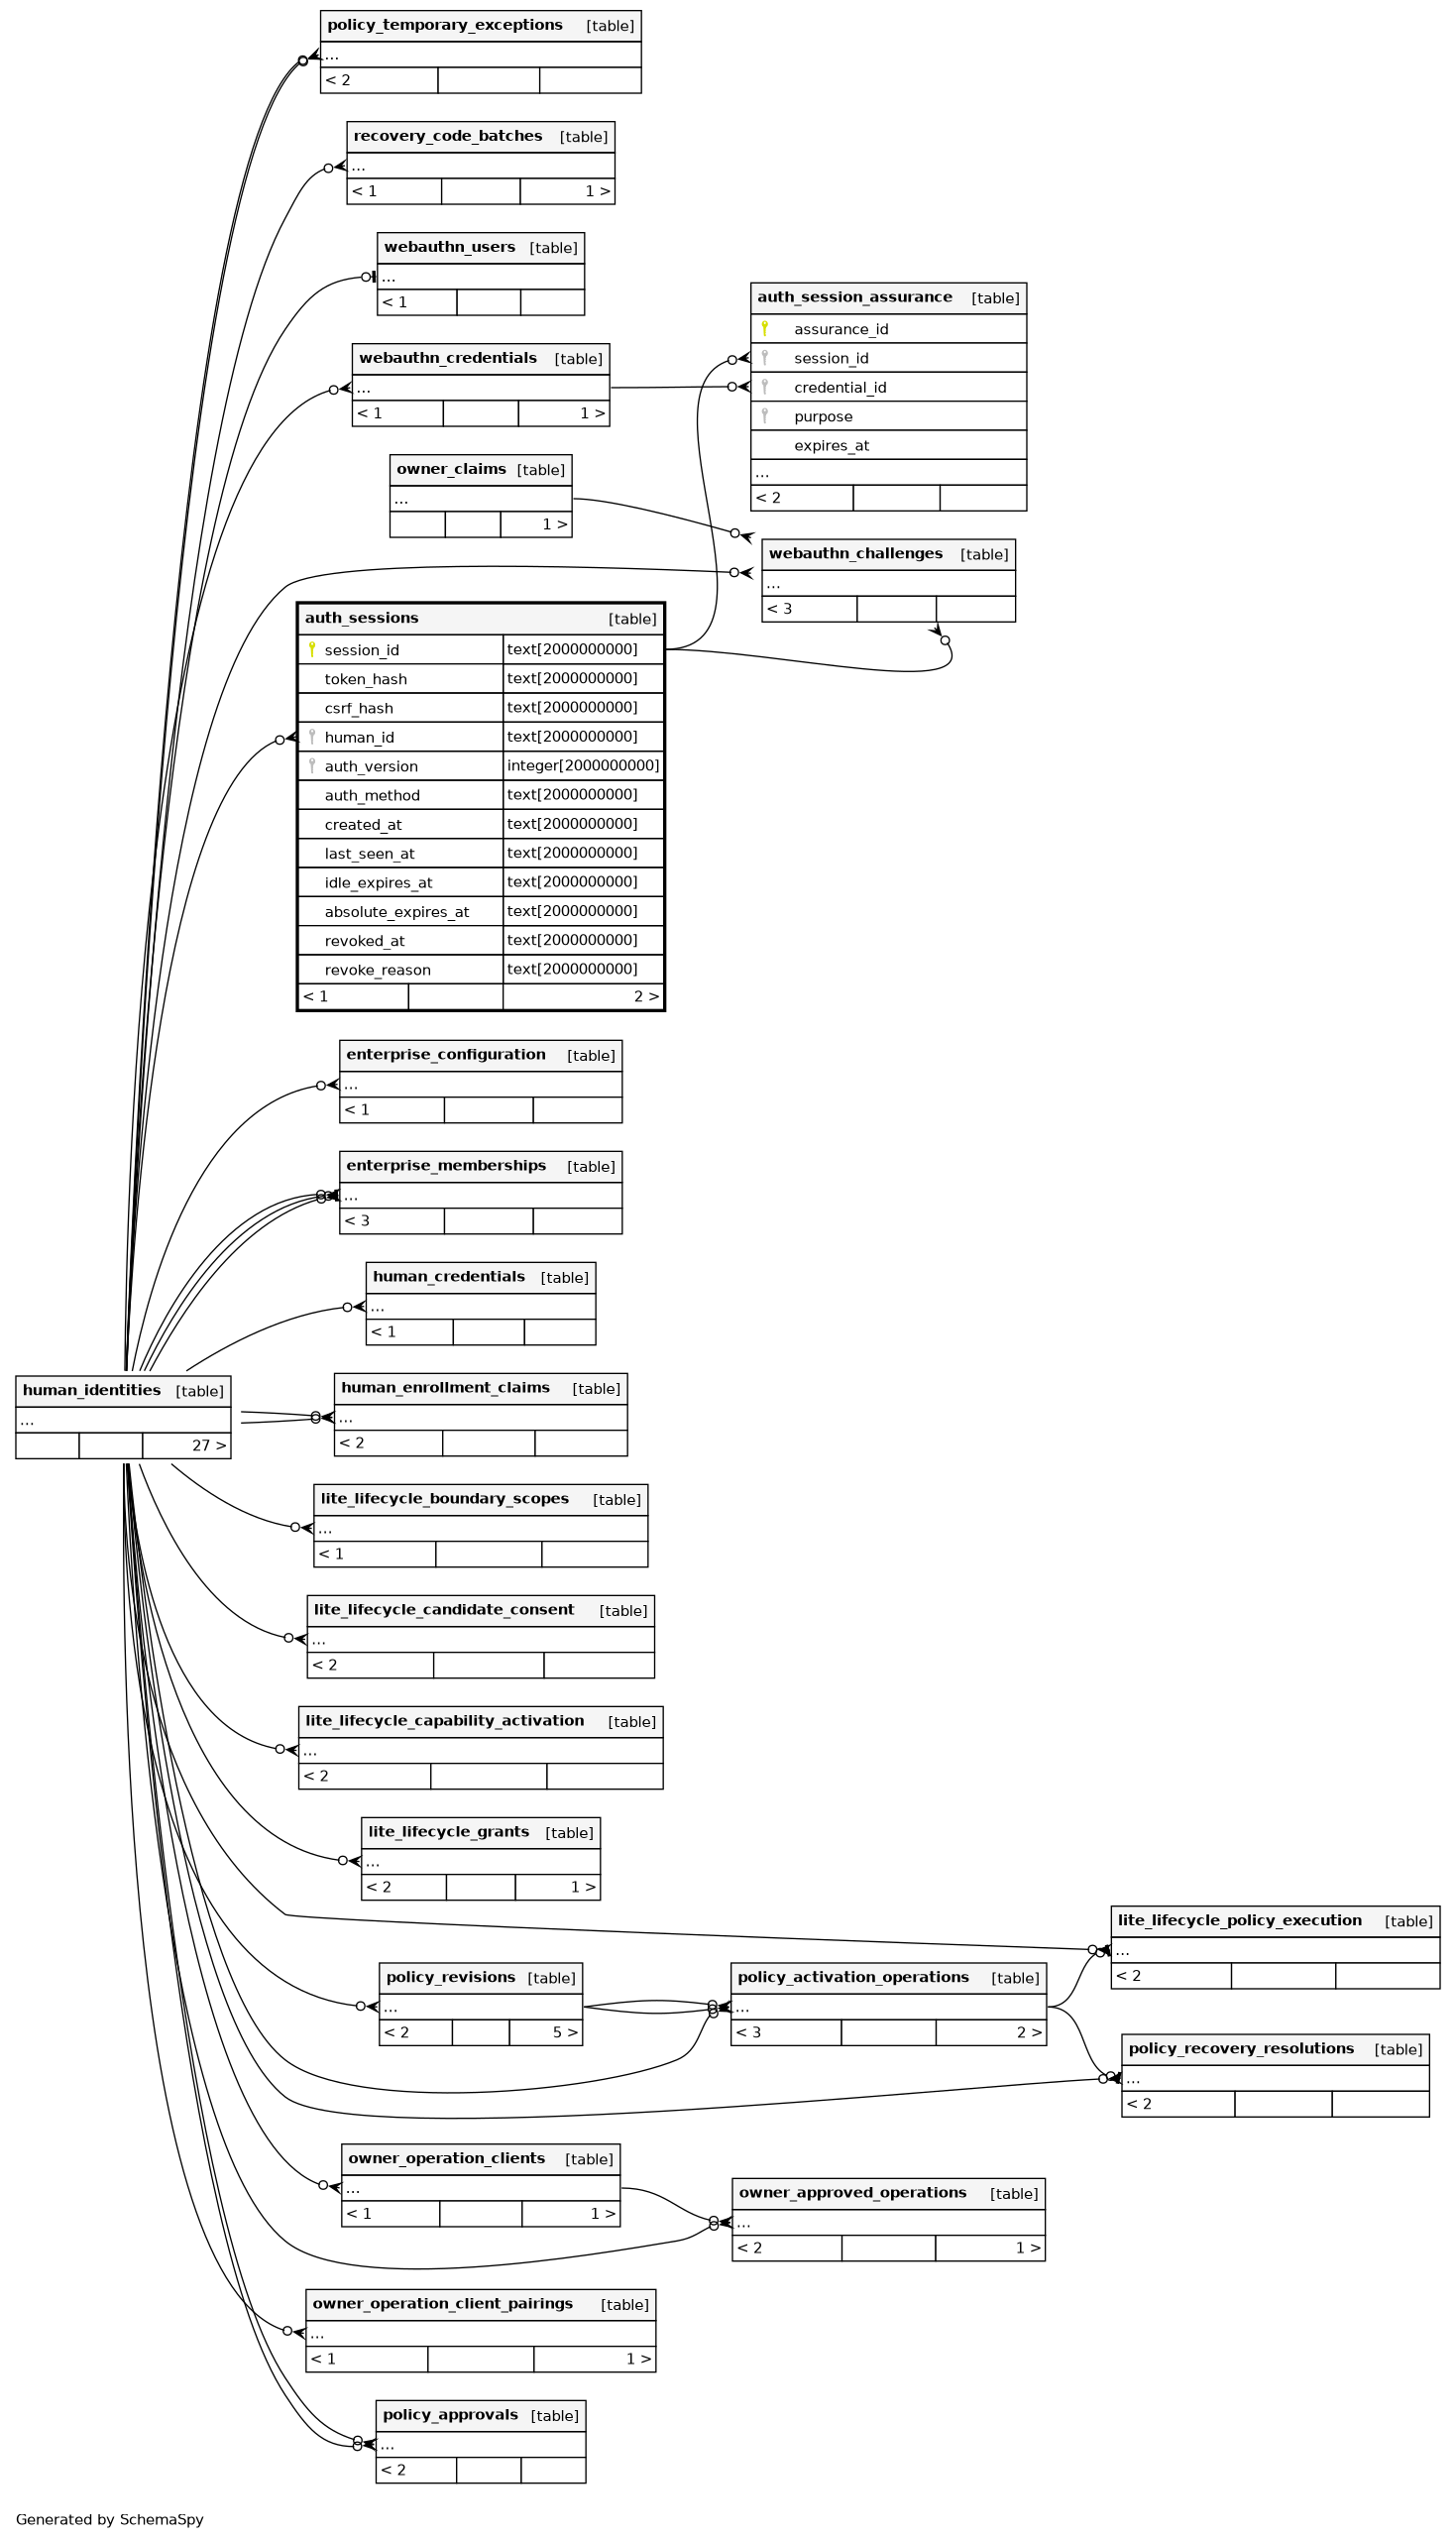 policy_temporary_exceptions [table]
...
< 2
recovery_code_batches [table]
...
< 1 1 >
webauthn_users [table]
...
< 1
webauthn_credentials [table]
...
< 1 1 >
owner_claims [table]
...
1 >
auth_session_assurance [table]
assurance_id
session_id
credential_id
purpose
expires_at
...
< 2
webauthn_challenges [table]
...
< 3
auth_sessions [table]
session_id text[2000000000]
token_hash text[2000000000]
csrf_hash text[2000000000]
human_id text[2000000000]
auth_version integer[2000000000]
auth_method text[2000000000]
created_at text[2000000000]
last_seen_at text[2000000000]
idle_expires_at text[2000000000]
absolute_expires_at text[2000000000]
revoked_at text[2000000000]
revoke_reason text[2000000000]
< 1 2 >
enterprise_configuration [table]
...
< 1
enterprise_memberships [table]
...
< 3
human_credentials [table]
...
< 1
human_identities [table]
...
27 >
human_enrollment_claims [table]
...
< 2
lite_lifecycle_boundary_scopes [table]
...
< 1
lite_lifecycle_candidate_consent [table]
...
< 2
lite_lifecycle_capability_activation [table]
...
< 2
lite_lifecycle_grants [table]
...
< 2 1 >
lite_lifecycle_policy_execution [table]
...
< 2
policy_revisions [table]
...
< 2 5 >
policy_activation_operations [table]
...
< 3 2 >
policy_recovery_resolutions [table]
...
< 2
owner_operation_clients [table]
...
< 1 1 >
owner_approved_operations [table]
...
< 2 1 >
owner_operation_client_pairings [table]
...
< 1 1 >
policy_approvals [table]
...
< 2
Generated by SchemaSpy